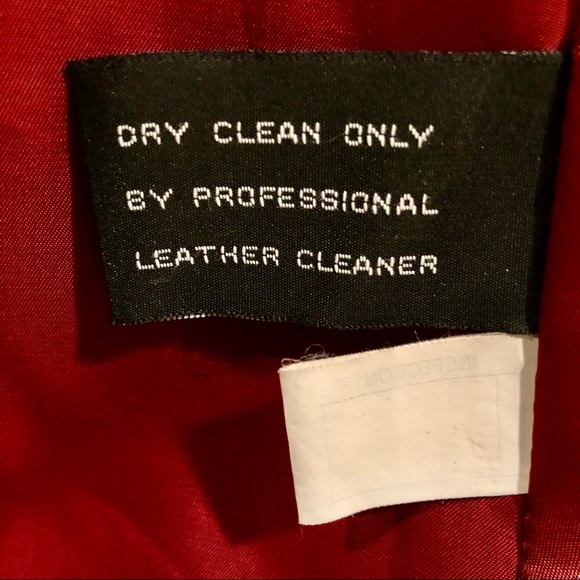 DRY CLEAN ONLY
BY PROFESSIONAL
LEATHER CLEANER